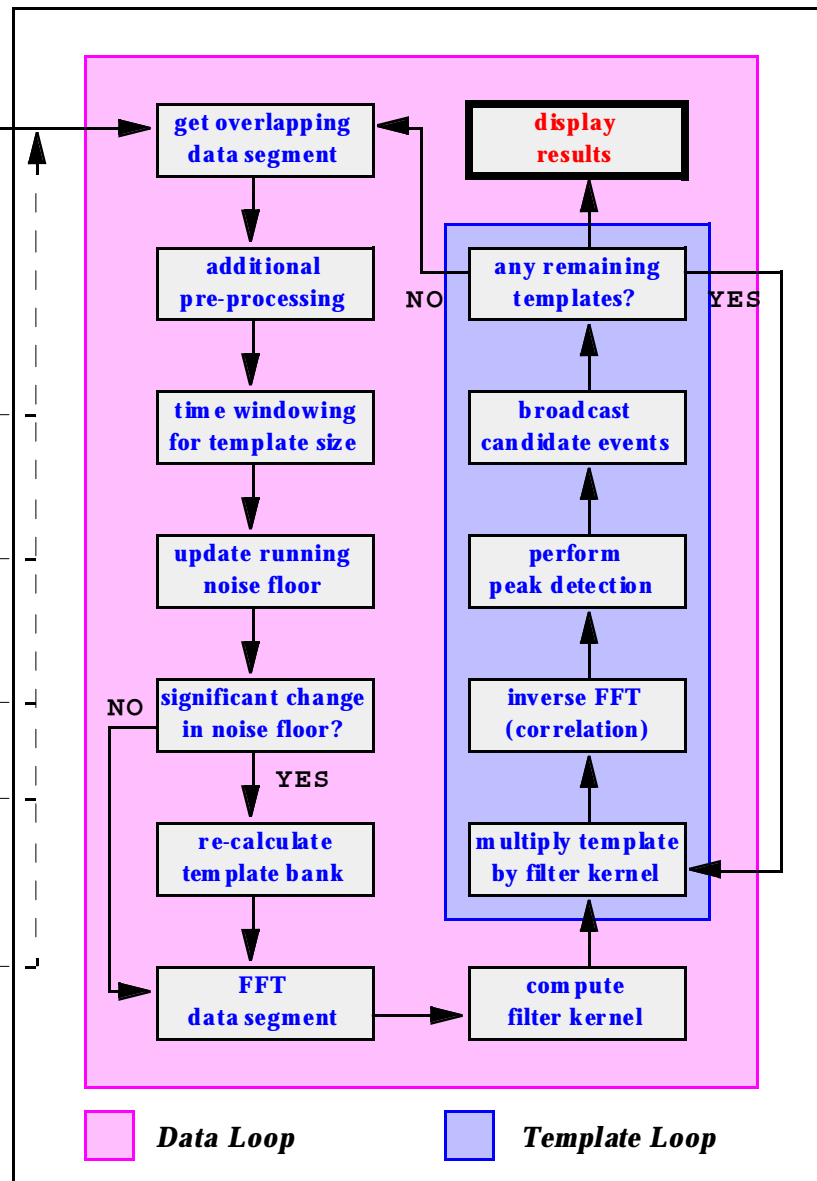 get overlapping
data segment
additional
pre-processing
time windowing
for template size
update running
noise floor
significant change
in noise floor?
NO
YES
re-calculate
template bank
FFT
data segment
compute
filter kernel
multiply template
by filter kernel
inverse FFT
(correlation)
perform
peak detection
broadcast
candidate events
any remaining
templates?
NO
YES
display
results
Data Loop
Template Loop